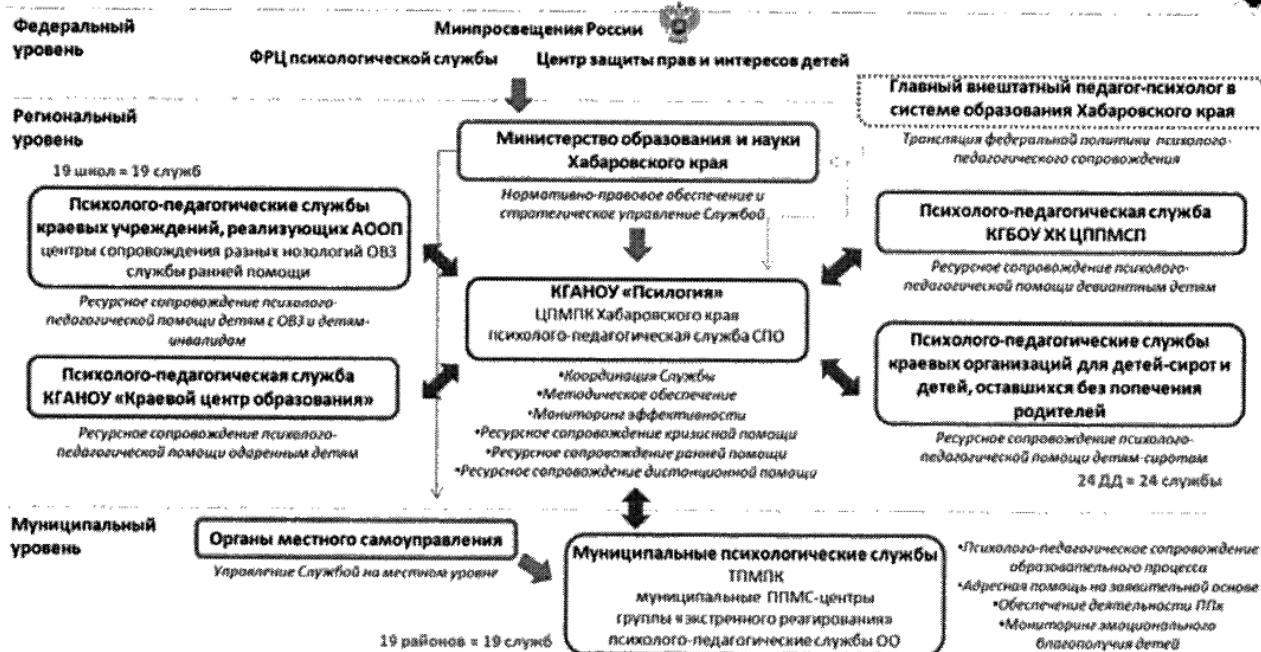 Федеральный
уровень
Минпросвещения России
ФРЦ психологической службы
Центр защиты прав и интересов детей
Региональный
уровень
Главный внештатный педагог-психолог в
системе образования Хабаровского края
Трансляция федеральной политики психолого-
педагогического сопровождения
Министерство образования и науки
Хабаровского края
Нормативно-правовое обеспечение и
стратегическое управление Службой
19 школ = 19 служб
Психолого-педагогические службы
краевых учреждений, реализующих АООП
центры сопровождения разных нозологий ОВЗ
службы ранней помощи
Ресурсное сопровождение психолого-
педагогической помощи детям с ОВЗ и детям-
инвалидам
Психолого-педагогическая служба
КГАНОУ «Краевой центр образования»
Ресурсное сопровождение психолого-
педагогической помощи одаренным детям
КГАНОУ «Псилогия»
ЦПМПК Хабаровского края
психолого-педагогическая служба СПО
•Координация Службы
•Методическое обеспечение
•Мониторинг эффективности
•Ресурсное сопровождение кризисной помощи
•Ресурсное сопровождение ранней помощи
•Ресурсное сопровождение дистанционной помощи
Психолого-педагогическая служба
КГБОУ ХК ЦППМСП
Ресурсное сопровождение психолого-
педагогической помощи девиантным детям
Психолого-педагогические службы
краевых организаций для детей-сирот и
детей, оставшихся без попечения
родителей
Ресурсное сопровождение психолого-
педагогической помощи детям-сиротам
24 ДД = 24 службы
Муниципальный
уровень
Органы местного самоуправления
Управление Службой на местном уровне
19 районов = 19 служб
Муниципальные психологические службы
ТПМПК
муниципальные ППМС-центры
группы «экстренного реагирования»
психолого-педагогические службы ОО
•Психолого-педагогическое сопровождение
образовательного процесса
•Адресная помощь на заявительной основе
•Обеспечение деятельности ППк
•Мониторинг эмоционального
благополучия детей